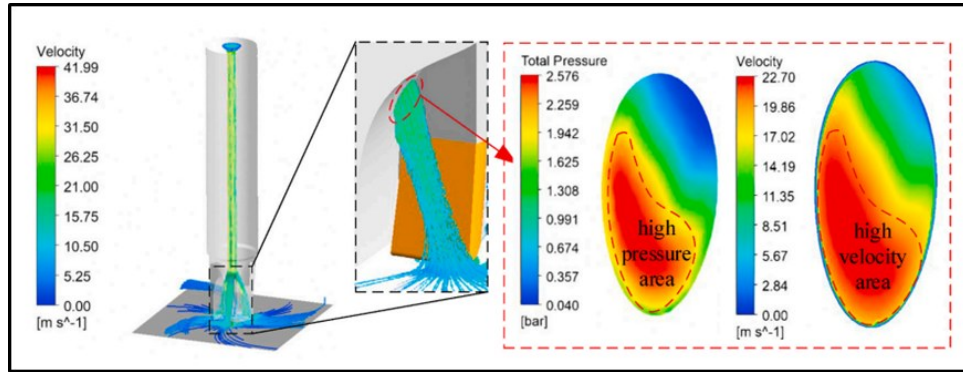 Velocity
41.99
36.74
31.50
26.25
21.00
15.75
10.50
5.25
0.00
[m s^-1]
Total Pressure
2.576
2.259
1.942
1.625
1.308
0.991
0.674
0.357
0.040
[bar]
high
pressure
area
Velocity
22.70
19.86
17.02
14.19
11.35
8.51
5.67
2.84
0.00
[m s^-1]
high
velocity
area